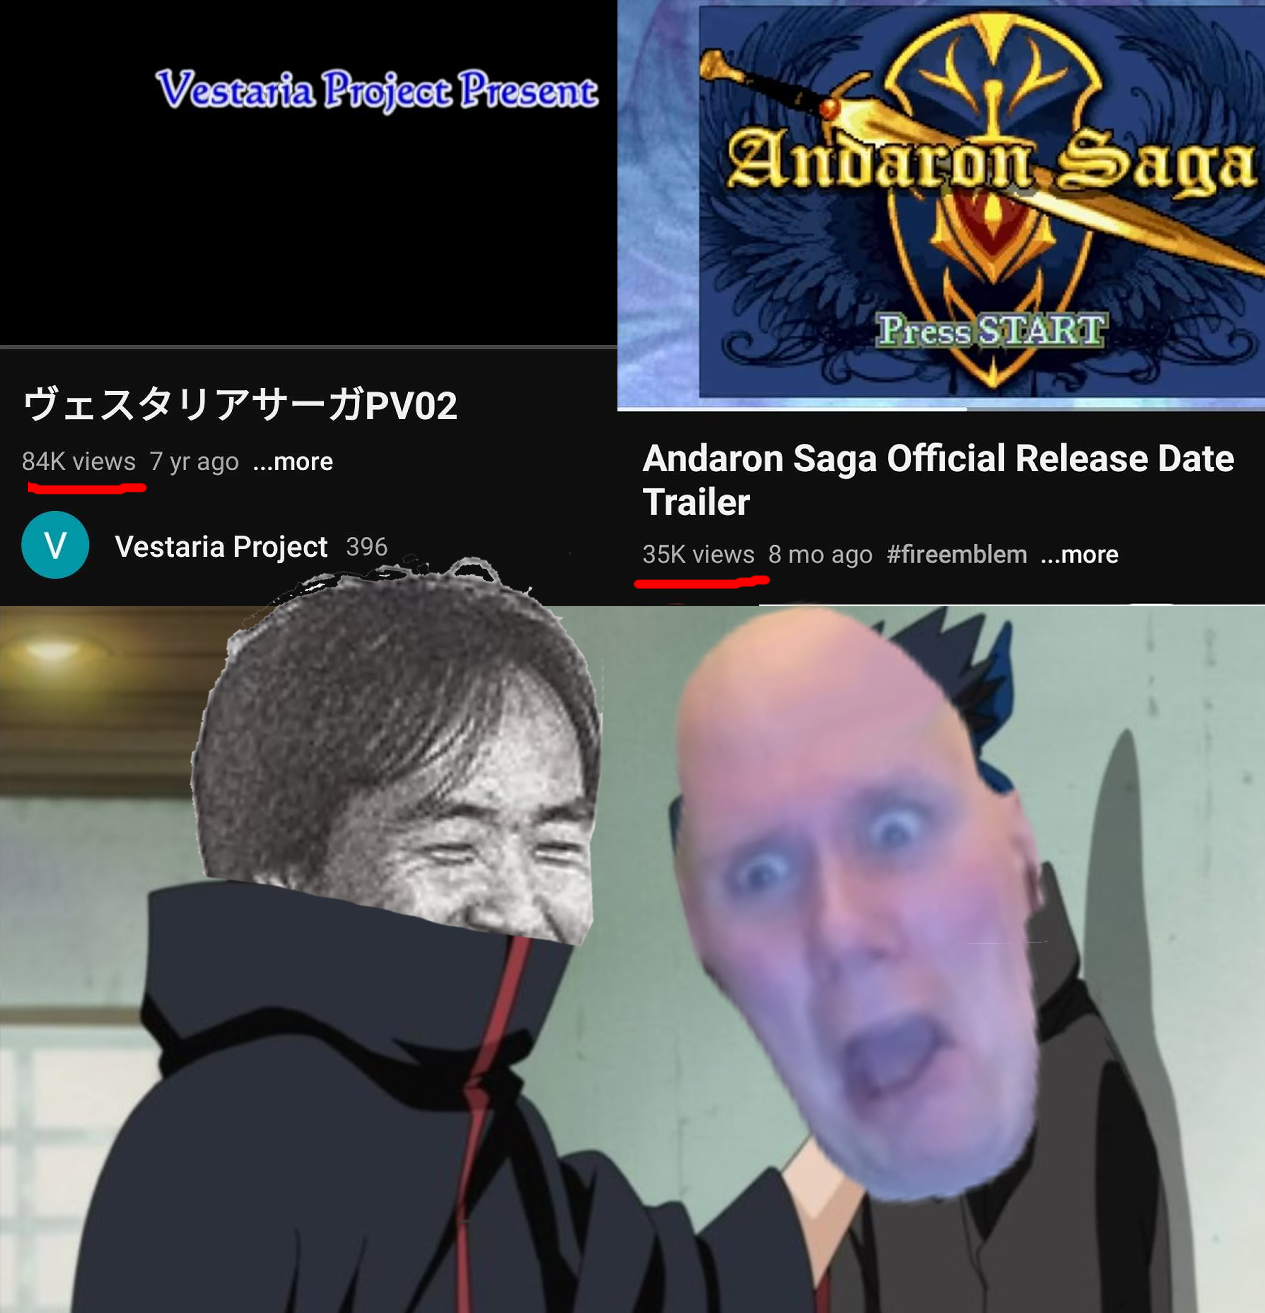 Vestaria Project Present
ヴェスタリアサーガPV02
84K views 7 yr ago ...more
V
Vestaria Project 396
Andaron Saga
Press START
Andaron Saga Official Release Date
Trailer
35K views 8 mo ago #fireemblem ...more